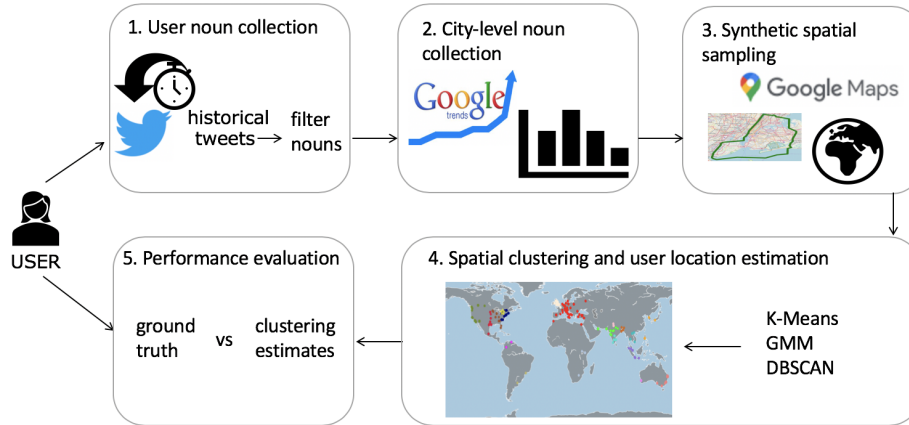 1. User noun collection
historical
tweets
filter
nouns
2. City-level noun
collection
Google
trends
3. Synthetic spatial
sampling
Google Maps
USER
5. Performance evaluation
ground
truth
vs
clustering
estimates
4. Spatial clustering and user location estimation
K-Means
GMM
DBSCAN